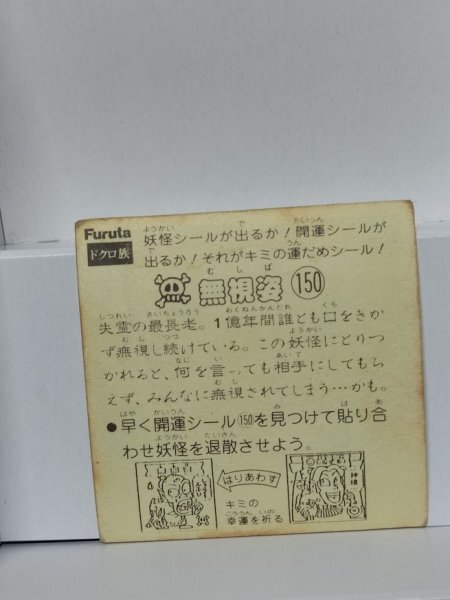 Furuta
ドクロ族
妖怪シールが出るか!開運シールが
出るか!それがキミの運だめシール!
無視姿 150
失霊の最長老。1億年間誰とも口をきか
ず無視し続けている。この妖怪にとりつ
かれると、何を言っても相手にしてもら
えず、みんなに無視されてしまう…かも。
●早く開運シール150を見つけて貼り合
わせ妖怪を退散させよう。
はりあわす
キミの
幸運を祈る